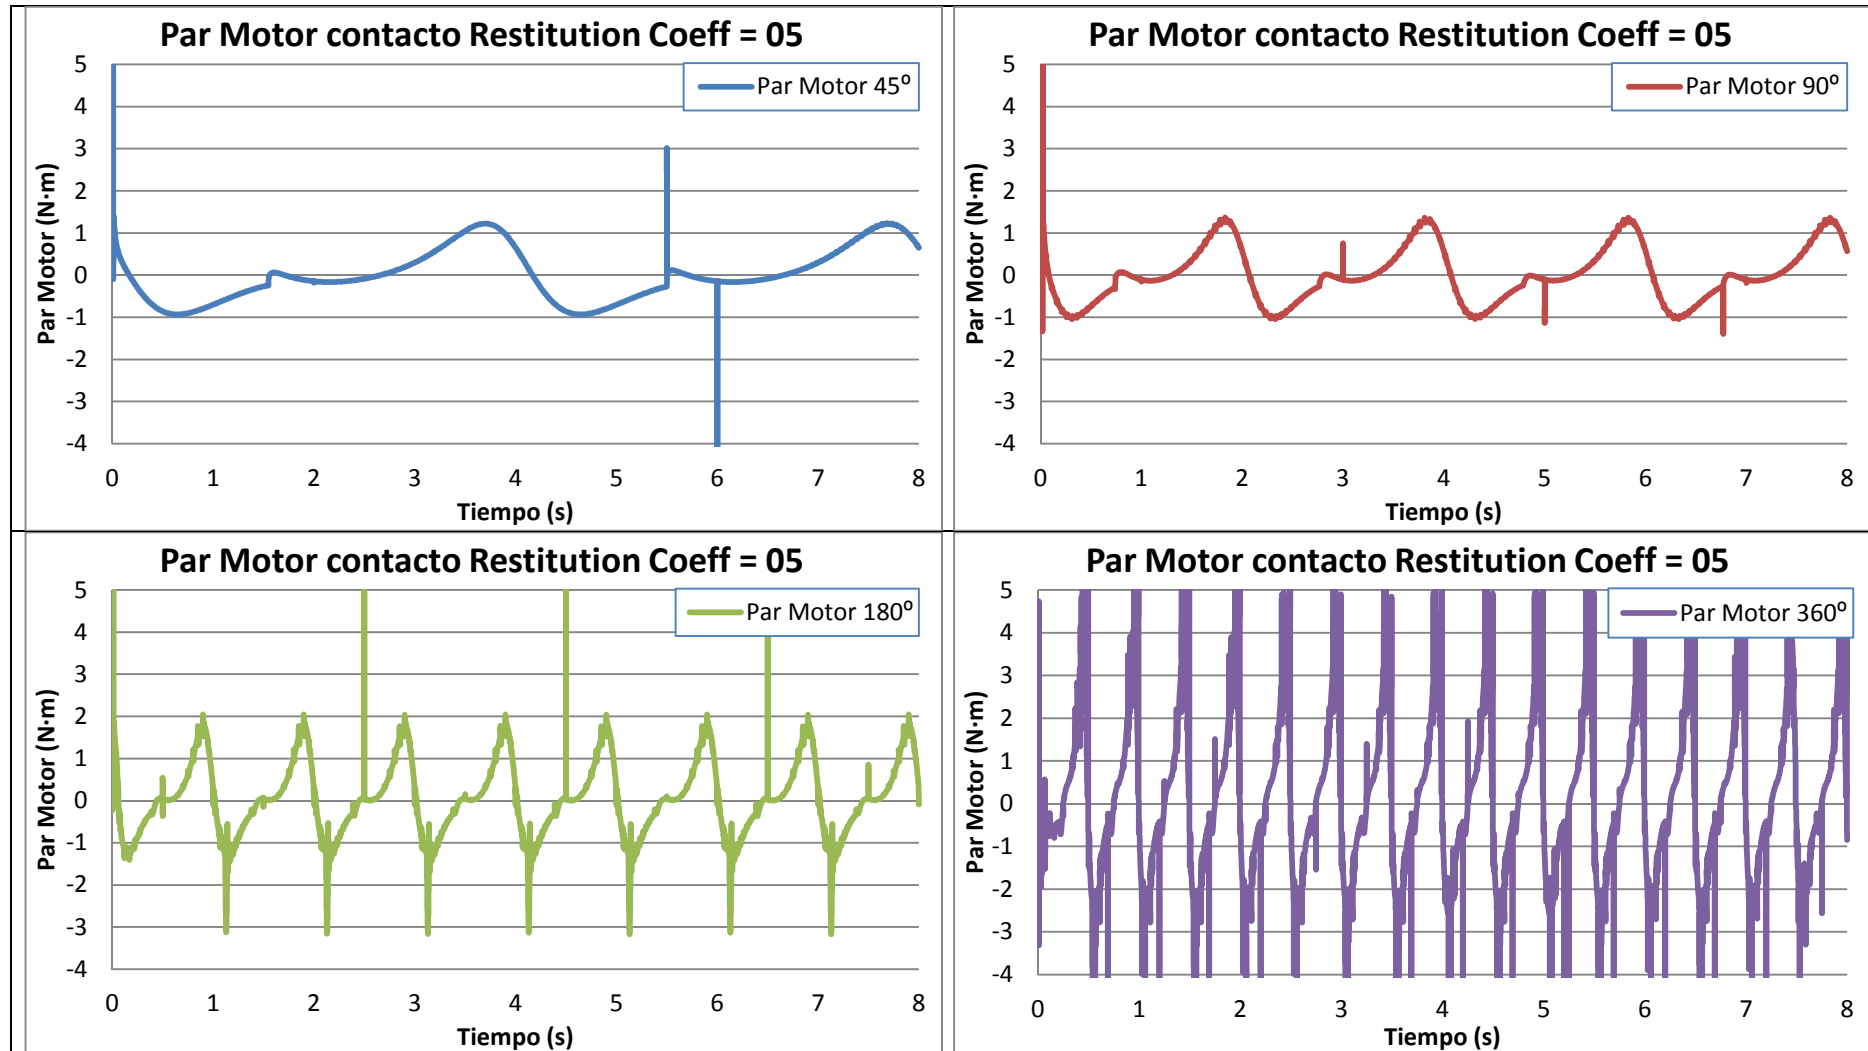 Par Motor contacto Restitution Coeff = 05
Par Motor 45º
Par Motor (N·m)
5
4
3
2
1
0
-1
-2
-3
-4
0 1 2 3 4 5 6 7 8
Tiempo (s)
Par Motor contacto Restitution Coeff = 05
Par Motor 90º
Par Motor (N·m)
5
4
3
2
1
0
-1
-2
-3
-4
0 1 2 3 4 5 6 7 8
Tiempo (s)
Par Motor contacto Restitution Coeff = 05
Par Motor 180º
Par Motor (N·m)
5
4
3
2
1
0
-1
-2
-3
-4
0 1 2 3 4 5 6 7 8
Tiempo (s)
Par Motor contacto Restitution Coeff = 05
Par Motor 360º
Par Motor (N·m)
5
4
3
2
1
0
-1
-2
-3
-4
0 1 2 3 4 5 6 7 8
Tiempo (s)